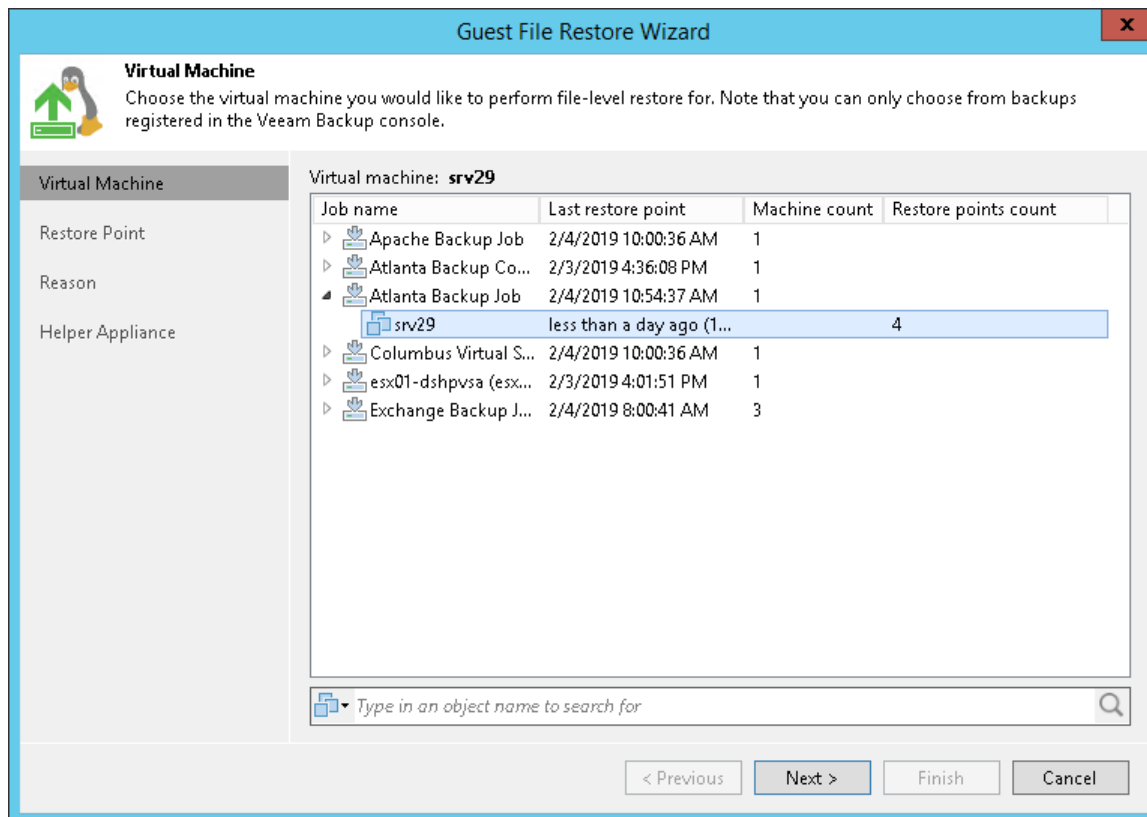 Guest File Restore Wizard
x
Virtual Machine
Choose the virtual machine you would like to perform file-level restore for. Note that you can only choose from backups
registered in the Veeam Backup console.
Virtual Machine
Restore Point
Reason
Helper Appliance
Virtual machine: srv29
Job name Last restore point Machine count Restore points count
Apache Backup Job 2/4/2019 10:00:36 AM 1
Atlanta Backup Co... 2/3/2019 4:36:08 PM 1
Atlanta Backup Job 2/4/2019 10:54:37 AM 1
srv29 less than a day ago (1... 4
Columbus Virtual S... 2/4/2019 10:00:36 AM 1
esx01-dshpvsa (esx... 2/3/2019 4:01:51 PM 1
Exchange Backup J... 2/4/2019 8:00:41 AM 3
Type in an object name to search for
< Previous Next > Finish Cancel